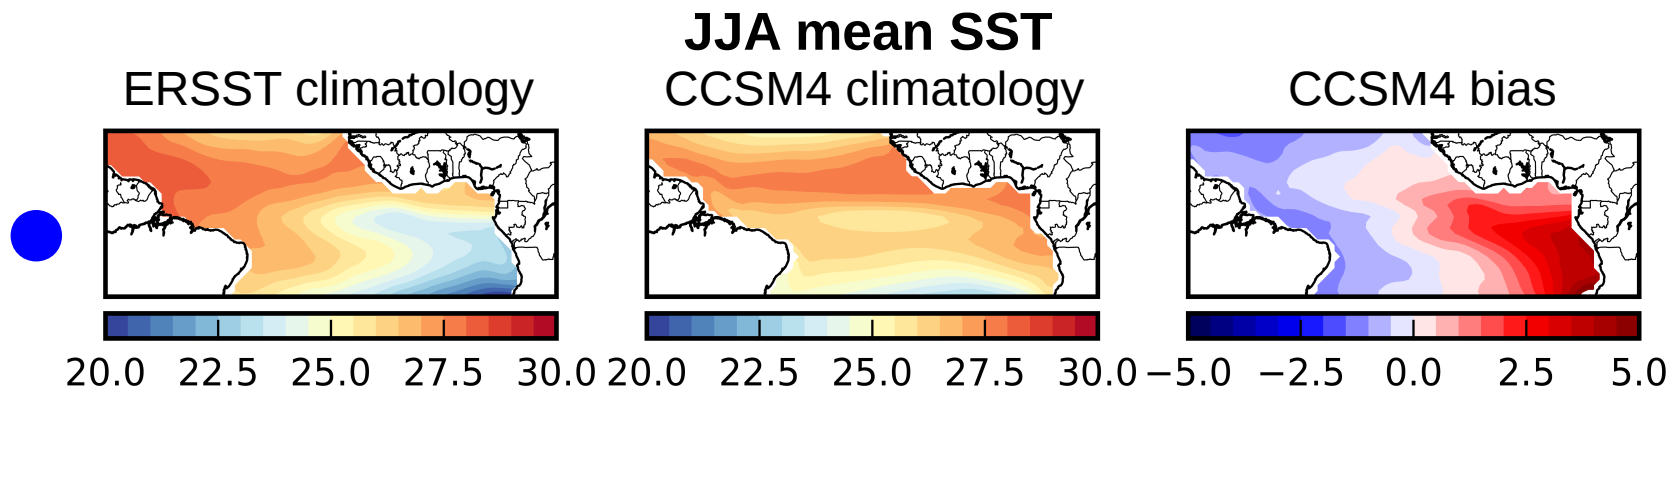 JJA mean SST
ERSST climatology CCSM4 climatology CCSM4 bias
20.0 22.5 25.0 27.5 30.0 20.0 22.5 25.0 27.5 30.0 −5.0 −2.5 0.0 2.5 5.0